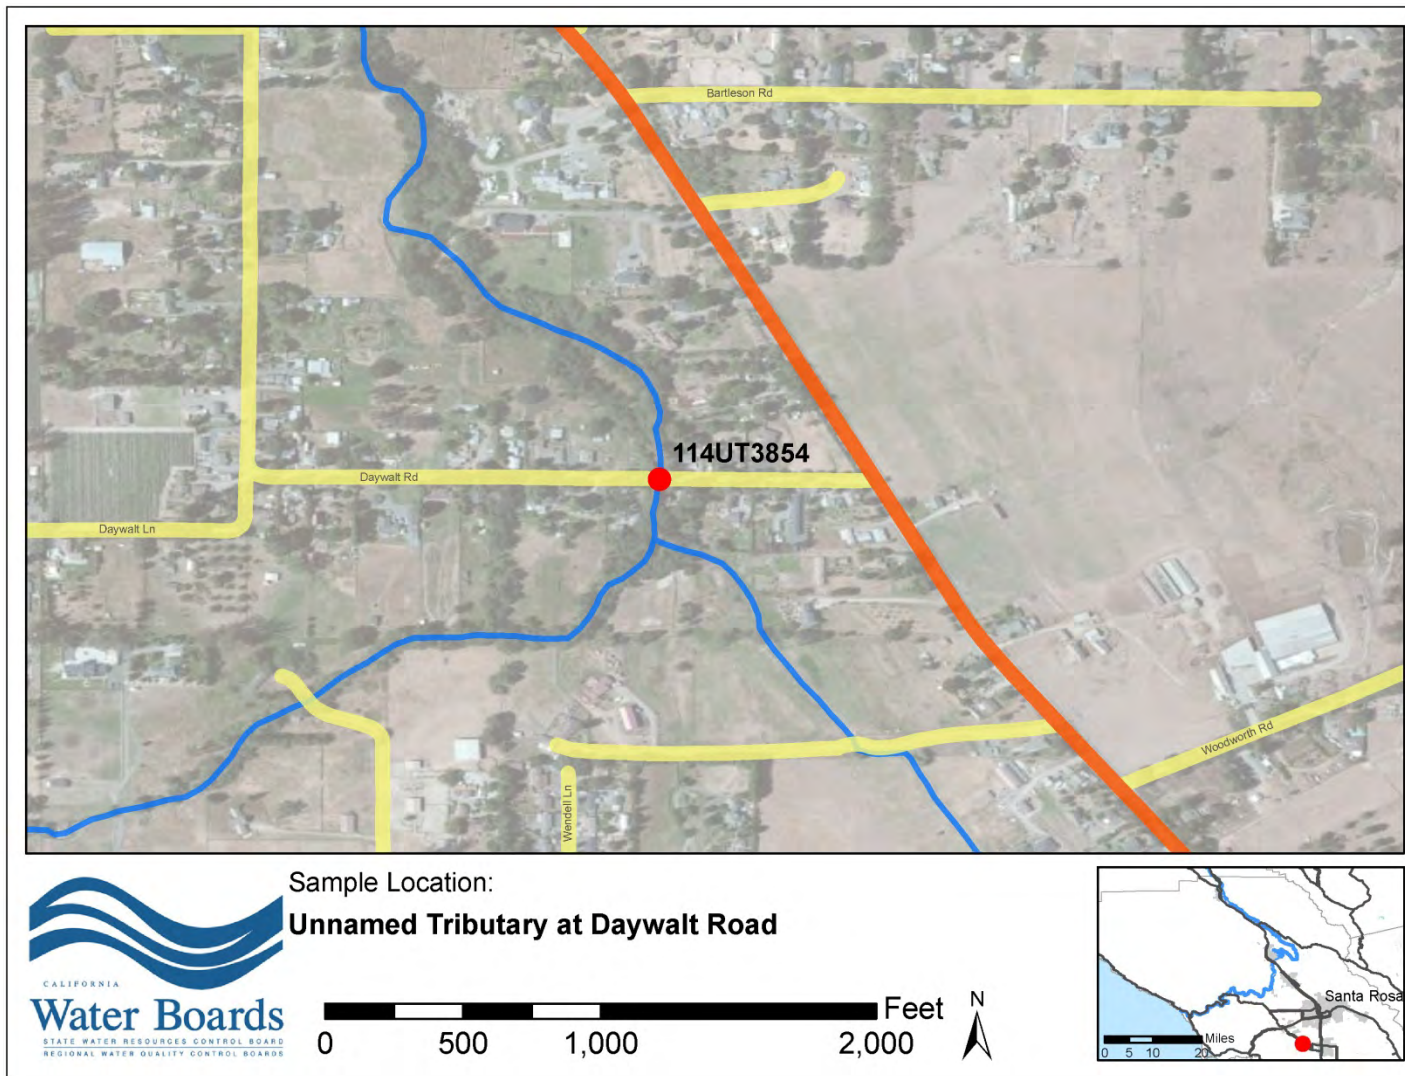 Bartleson Rd
114UT3854
Daywalt Rd
Daywalt Ln
Woodworth Rd
Wendell Ln
Sample Location:
Unnamed Tributary at Daywalt Road
CALIFORNIA
Water Boards
STATE WATER RESOURCES CONTROL BOARD
REGIONAL WATER QUALITY CONTROL BOARDS
Feet
0 500 1,000 2,000
N
Santa Rosa
Miles
0 5 10 20